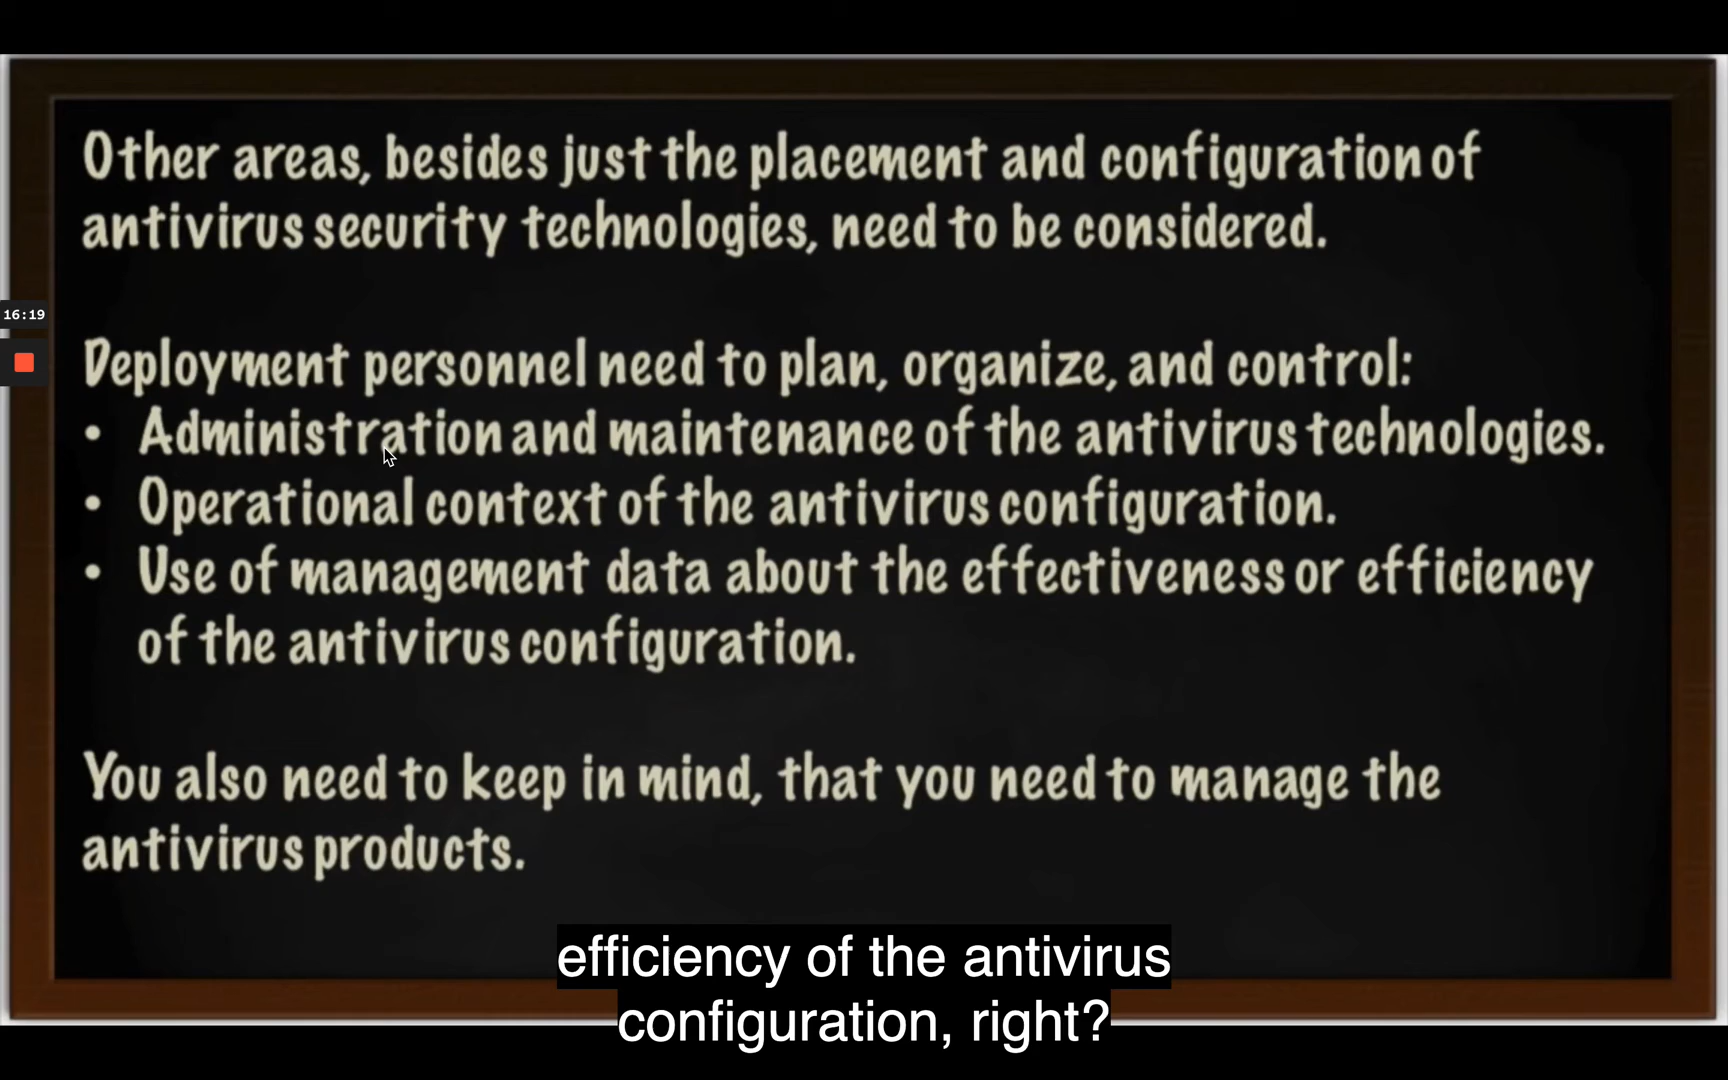 Other areas, besides just the placement and configuration of
antivirus security technologies, need to be considered.
16:19
Deployment personnel need to plan, organize, and control:
• Administration and maintenance of the antivirus technologies.
• Operational context of the antivirus configuration.
• Use of management data about the effectiveness or efficiency
of the antivirus configuration.
You also need to keep in mind, that you need to manage the
antivirus products.
efficiency of the antivirus
configuration, right?